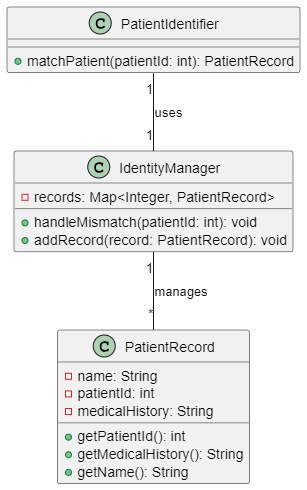 C PatientIdentifier
matchPatient(patientId: int): PatientRecord
1
uses
1
C IdentityManager
records: Map<Integer, PatientRecord>
handleMismatch(patientId: int): void
addRecord(record: PatientRecord): void
1
manages
*
C PatientRecord
name: String
patientId: int
medicalHistory: String
getPatientId(): int
getMedicalHistory(): String
getName(): String